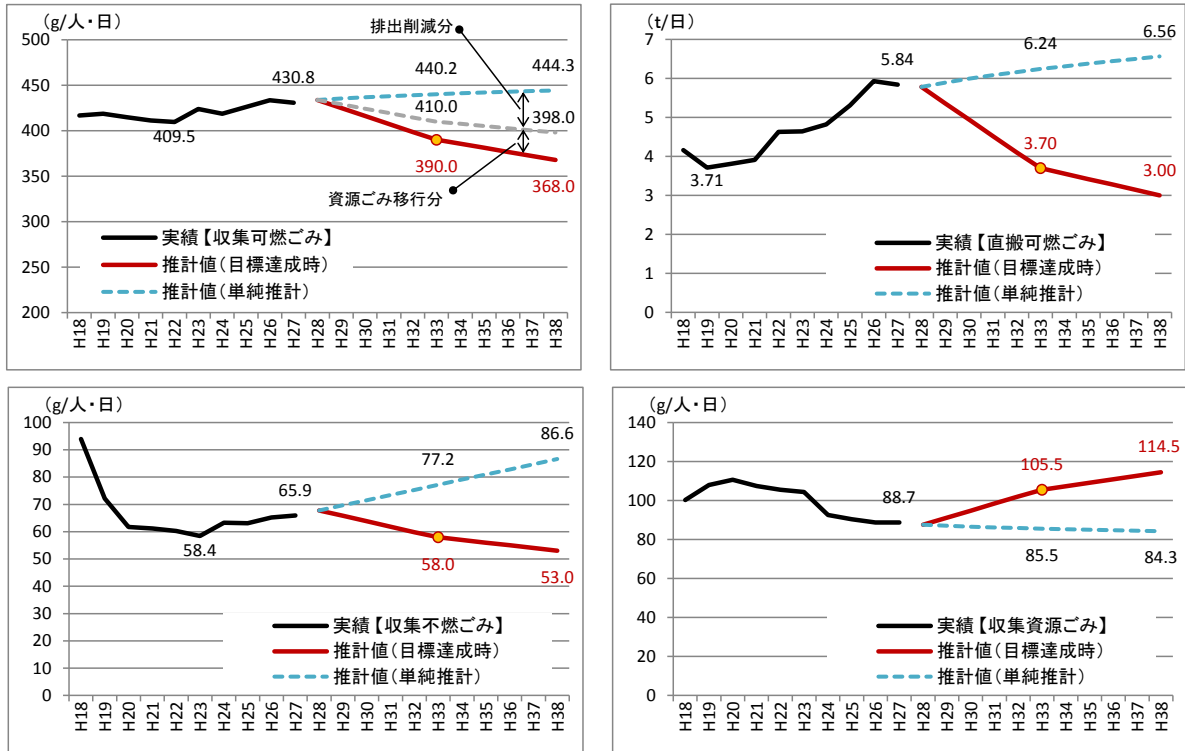 (g/人・日)
500
450
400
350
300
250
200
排出削減分
430.8
440.2
444.3
410.0
398.0
409.5
390.0
368.0
資源ごみ移行分
実績【収集可燃ごみ】
推計値(目標達成時)
推計値(単純推計)
H18 H19 H20 H21 H22 H23 H24 H25 H26 H27 H28 H29 H30 H31 H32 H33 H34 H35 H36 H37 H38
(t/日)
7
6
5
4
3
2
1
0
5.84
6.24
6.56
3.71
3.70
3.00
実績【直搬可燃ごみ】
推計値(目標達成時)
推計値(単純推計)
H18 H19 H20 H21 H22 H23 H24 H25 H26 H27 H28 H29 H30 H31 H32 H33 H34 H35 H36 H37 H38
(g/人・日)
100
90
80
70
60
50
40
30
20
10
0
65.9
77.2
86.6
58.4
58.0
53.0
実績【収集不燃ごみ】
推計値(目標達成時)
推計値(単純推計)
H18 H19 H20 H21 H22 H23 H24 H25 H26 H27 H28 H29 H30 H31 H32 H33 H34 H35 H36 H37 H38
(g/人・日)
140
120
100
80
60
40
20
0
88.7
105.5
114.5
85.5
84.3
実績【収集資源ごみ】
推計値(目標達成時)
推計値(単純推計)
H18 H19 H20 H21 H22 H23 H24 H25 H26 H27 H28 H29 H30 H31 H32 H33 H34 H35 H36 H37 H38